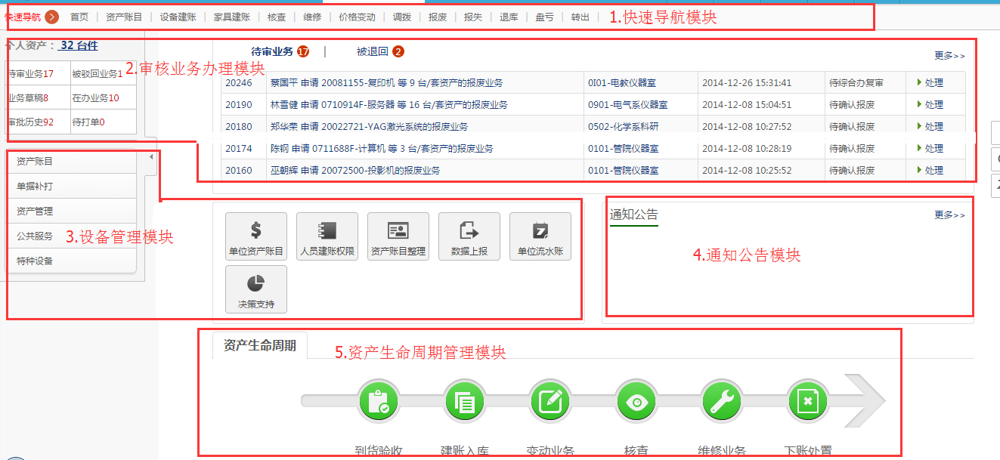 快速导航 首页 资产账目 设备建账 家具建账 核查 维修 价格变动 调拨 报废 报失 退库 盘亏 转出 1.快速导航模块
个人资产： 32 台件
待审业务17 被驳回业务1
业务草稿8 在办业务10
审批历史92 待打单0
2.审核业务办理模块
待审业务 17 被退回 2 更多>>
20246 蔡国平 申请 20081155-复印机 等 9 台/套资产的报废业务 0I01-电教仪器室 2014-12-26 15:31:41 待综合办复审 处理
20190 林雪健 申请 0710914F-服务器 等 16 台/套资产的报废业务 0901-电气系仪器室 2014-12-08 15:04:51 待确认报废 处理
20180 郑华荣 申请 20022721-YAG激光系统的报废业务 0502-化学系科研 2014-12-08 10:27:52 待确认报废 处理
20174 陈钢 申请 0711688F-计算机 等 3 台/套资产的报废业务 0101-管院仪器室 2014-12-08 10:28:19 待确认报废 处理
20160 巫朝辉 申请 20072500-投影机的报废业务 0101-管院仪器室 2014-12-08 10:25:52 待确认报废 处理
资产账目
单据补打
资产管理
公共服务
特种设备
3.设备管理模块
单位资产账目 人员建账权限 资产账目整理 数据上报 单位流水账
决策支持
通知公告 更多>>
4.通知公告模块
资产生命周期 5.资产生命周期管理模块
到货验收 建账入库 变动业务 核查 维修业务 下账处置